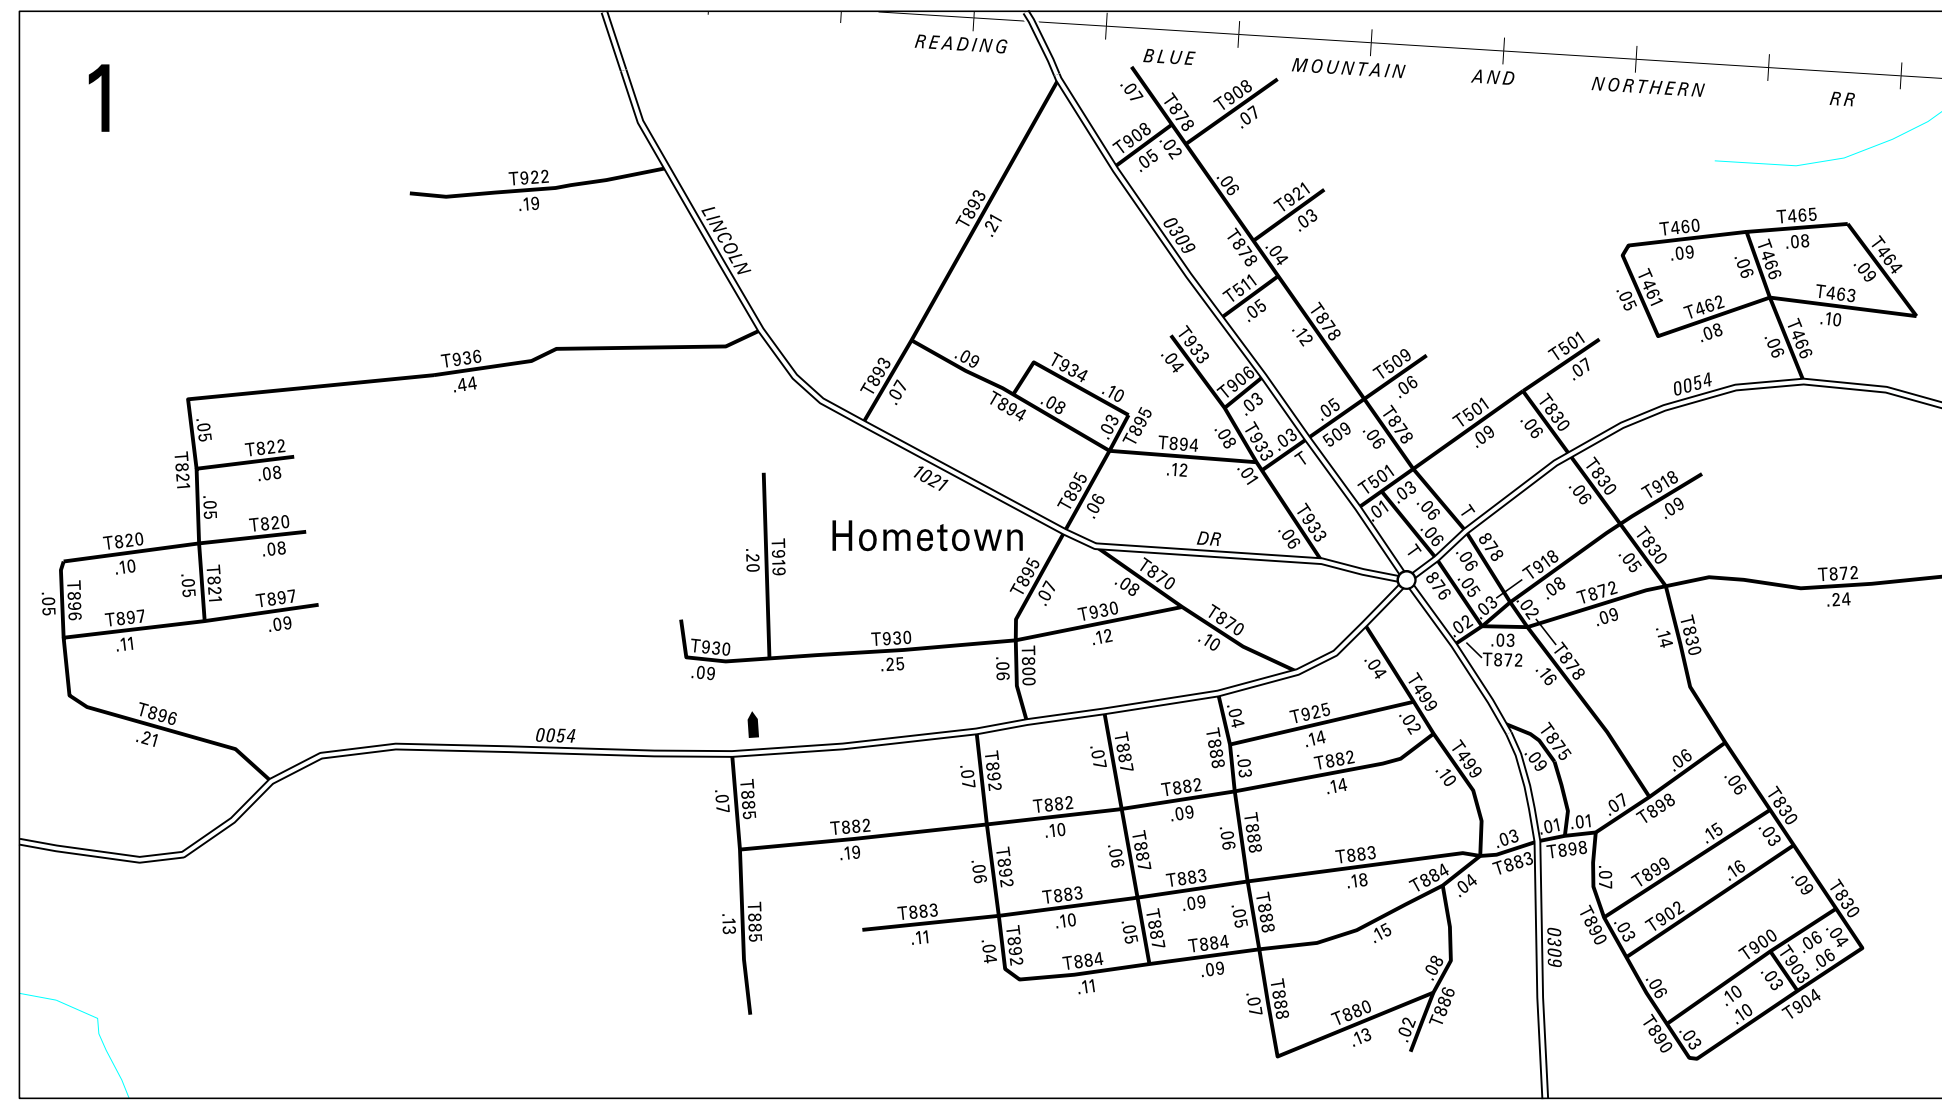 1
READING BLUE MOUNTAIN AND NORTHERN RR
T922
.19
LINCOLN
T893
.21
T893
.07
0309
.07
T878
T908
.07
T908
.05
.02
.06
T921
.03
T878
.04
T511
.05
T878
.12
T460
.09
T465
.08
T461
.05
T466
.06
T464
.09
T462
.08
T463
.10
T466
.06
T936
.44
.05
T822
.08
T821
.05
T820
.10
T820
.08
T896
.05
T821
.05
T897
.11
T897
.09
T896
.21
.09
T894
.08
T934
.10
.03
T895
T894
.12
T933
.04
T906
.03
.08
T933
.03
.01
T
509
.05
T509
.06
T878
.06
T501
.07
T501
.09
T830
.06
0054
1021
Hometown
T895
.06
DR
T933
.06
T501
.01
.03
.06
T
878
.06
T
876
.06
.05
T830
.06
T918
.09
T918
.08
T830
.05
.03
.02
.02
T872
.03
T872
.09
T872
.24
T919
.20
T895
.07
T870
.08
T870
.10
T930
.09
T930
.25
T930
.12
T800
.06
T878
.16
T830
.14
0054
.04
T499
.02
T499
.10
T925
.14
.04
T888
.03
T882
.14
T875
.09
T885
.07
T882
.19
T892
.07
T882
.10
T887
.07
T882
.09
T888
.06
T887
.06
T892
.06
T885
.13
T883
.11
T883
.10
T883
.09
T883
.18
T884
.04
.03
T883
.01
.01
T898
.07
T898
.06
.06
T830
.03
.15
T899
.07
T890
.03
.16
T902
.09
T830
.04
T892
.04
T884
.11
T887
.05
T884
.09
T888
.05
.15
.08
T886
.02
T888
.07
T880
.13
0309
T900
.10
.06
T903
.03
.06
.10
T904
.06
T890
.03